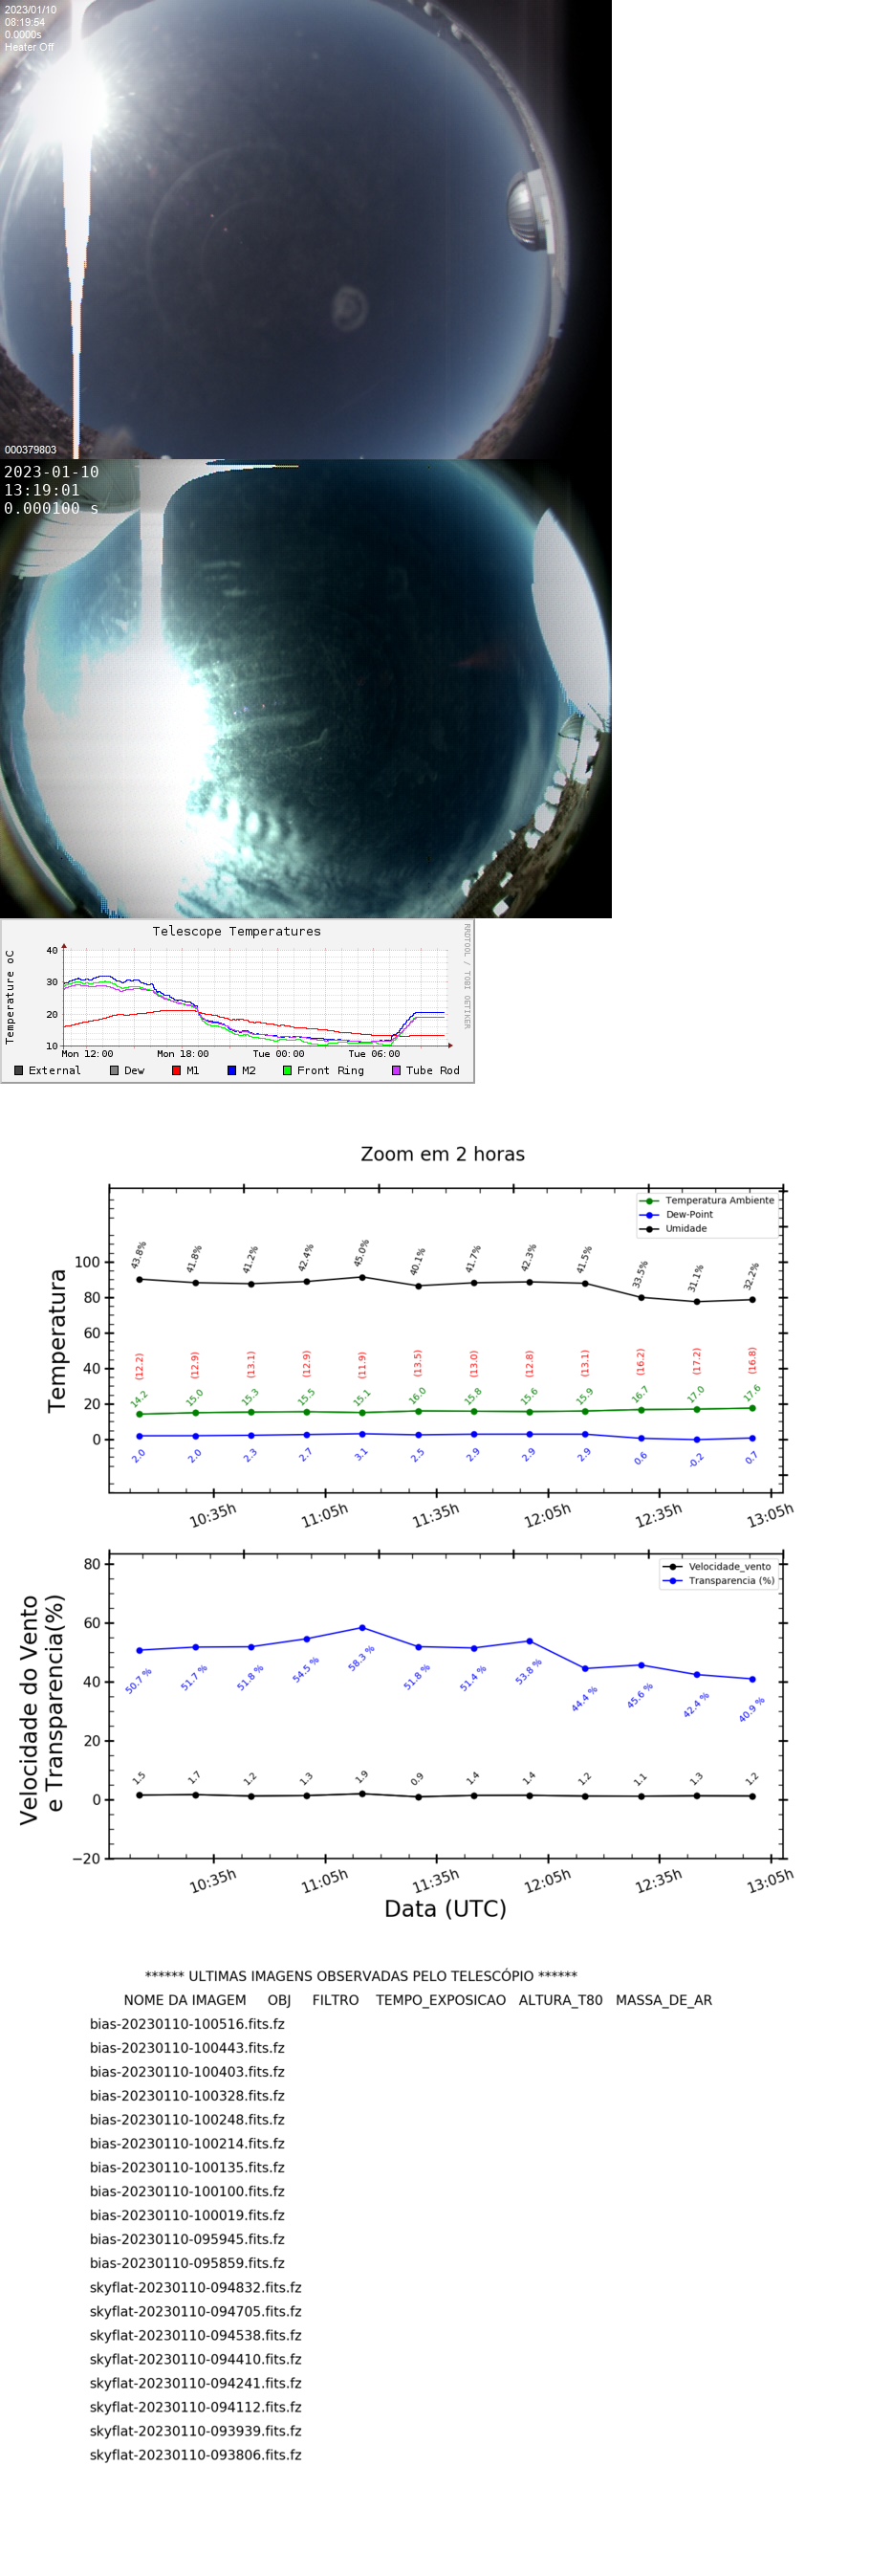 2023/01/10
08:19:54
0.0000s
Heater Off
000379803
2023-01-10
13:19:01
0.000100 s
Telescope Temperatures
RRDTOOL / TOBI OETIKER
Temperature oC
40
30
20
10
Mon 12:00 Mon 18:00 Tue 00:00 Tue 06:00
External Dew M1 M2 Front Ring Tube Rod
Zoom em 2 horas
Temperatura Ambiente
Dew-Point
Umidade
Temperatura
100
80
60
40
20
0
43.8% 41.8% 41.2% 42.4% 45.0% 40.1% 41.7% 42.3% 41.5% 33.5% 31.1% 32.2%
(12.2) (12.9) (13.1) (12.9) (11.9) (13.5) (13.0) (12.8) (13.1) (16.2) (17.2) (16.8)
14.2 15.0 15.3 15.5 15.1 16.0 15.8 15.6 15.9 16.7 17.0 17.6
2.0 2.0 2.3 2.7 3.1 2.5 2.9 2.9 2.9 0.6 -0.2 0.7
10:35h 11:05h 11:35h 12:05h 12:35h 13:05h
Velocidade_vento
Transparencia (%)
Velocidade do Vento
e Transparencia(%)
80
60
40
20
0
−20
50.7 % 51.7 % 51.8 % 54.5 % 58.3 % 51.8 % 51.4 % 53.8 % 44.4 % 45.6 % 42.4 % 40.9 %
1.5 1.7 1.2 1.3 1.9 0.9 1.4 1.4 1.2 1.1 1.3 1.2
10:35h 11:05h 11:35h 12:05h 12:35h 13:05h
Data (UTC)
****** ULTIMAS IMAGENS OBSERVADAS PELO TELESCÓPIO ******
NOME DA IMAGEM OBJ FILTRO TEMPO_EXPOSICAO ALTURA_T80 MASSA_DE_AR
bias-20230110-100516.fits.fz
bias-20230110-100443.fits.fz
bias-20230110-100403.fits.fz
bias-20230110-100328.fits.fz
bias-20230110-100248.fits.fz
bias-20230110-100214.fits.fz
bias-20230110-100135.fits.fz
bias-20230110-100100.fits.fz
bias-20230110-100019.fits.fz
bias-20230110-095945.fits.fz
bias-20230110-095859.fits.fz
skyflat-20230110-094832.fits.fz
skyflat-20230110-094705.fits.fz
skyflat-20230110-094538.fits.fz
skyflat-20230110-094410.fits.fz
skyflat-20230110-094241.fits.fz
skyflat-20230110-094112.fits.fz
skyflat-20230110-093939.fits.fz
skyflat-20230110-093806.fits.fz